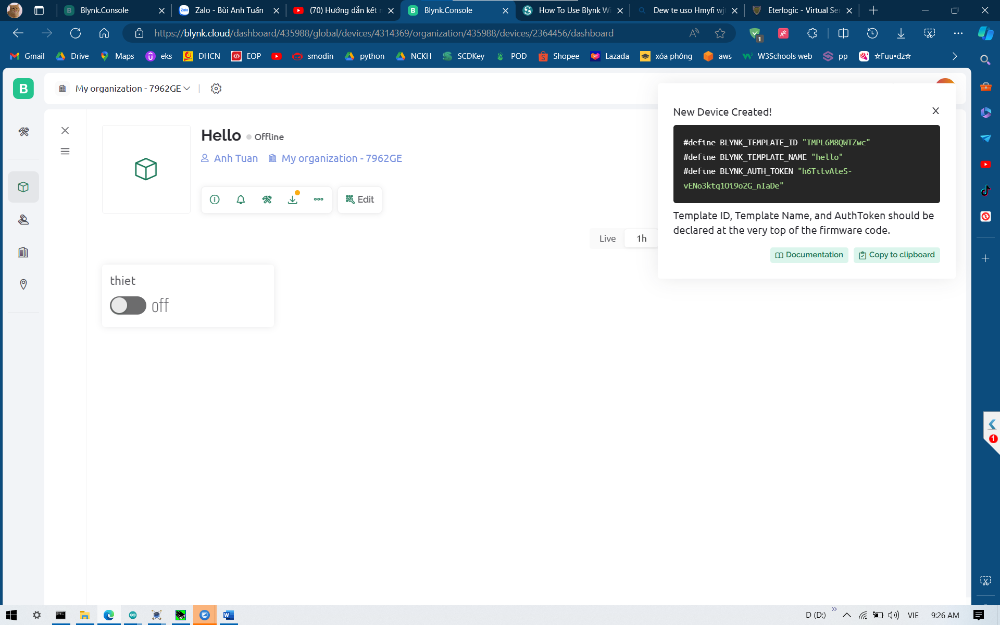 Blynk.Console
Zalo - Bùi Anh Tuấn
(70) Hướng dẫn kết n
Blynk.Console
How To Use Blynk Wi
Dew te uso Hmyfi wjl
Eterlogic - Virtual Se
https://blynk.cloud/dashboard/435988/global/devices/4314369/organization/435988/devices/2364456/dashboard
1
Gmail
Drive
Maps
eks
ĐHCN
EOP
smodin
python
NCKH
SCDKey
POD
Shopee
Lazada
xóa phông
aws
W3Schools web
pp
☆Fuu•đz☆
B
My organization - 7962GE
New Device Created!
#define BLYNK_TEMPLATE_ID "TMPL6M8QWTZwc"
#define BLYNK_TEMPLATE_NAME "hello"
#define BLYNK_AUTH_TOKEN "h6TitvAteS-
vENo3ktq1Oi9o2G_nIaDe"
Template ID, Template Name, and AuthToken should be
declared at the very top of the firmware code.
Documentation
Copy to clipboard
Hello
Offline
Anh Tuan
My organization - 7962GE
Edit
Live
1h
thiet
off
1
D (D:)
VIE
9:26 AM